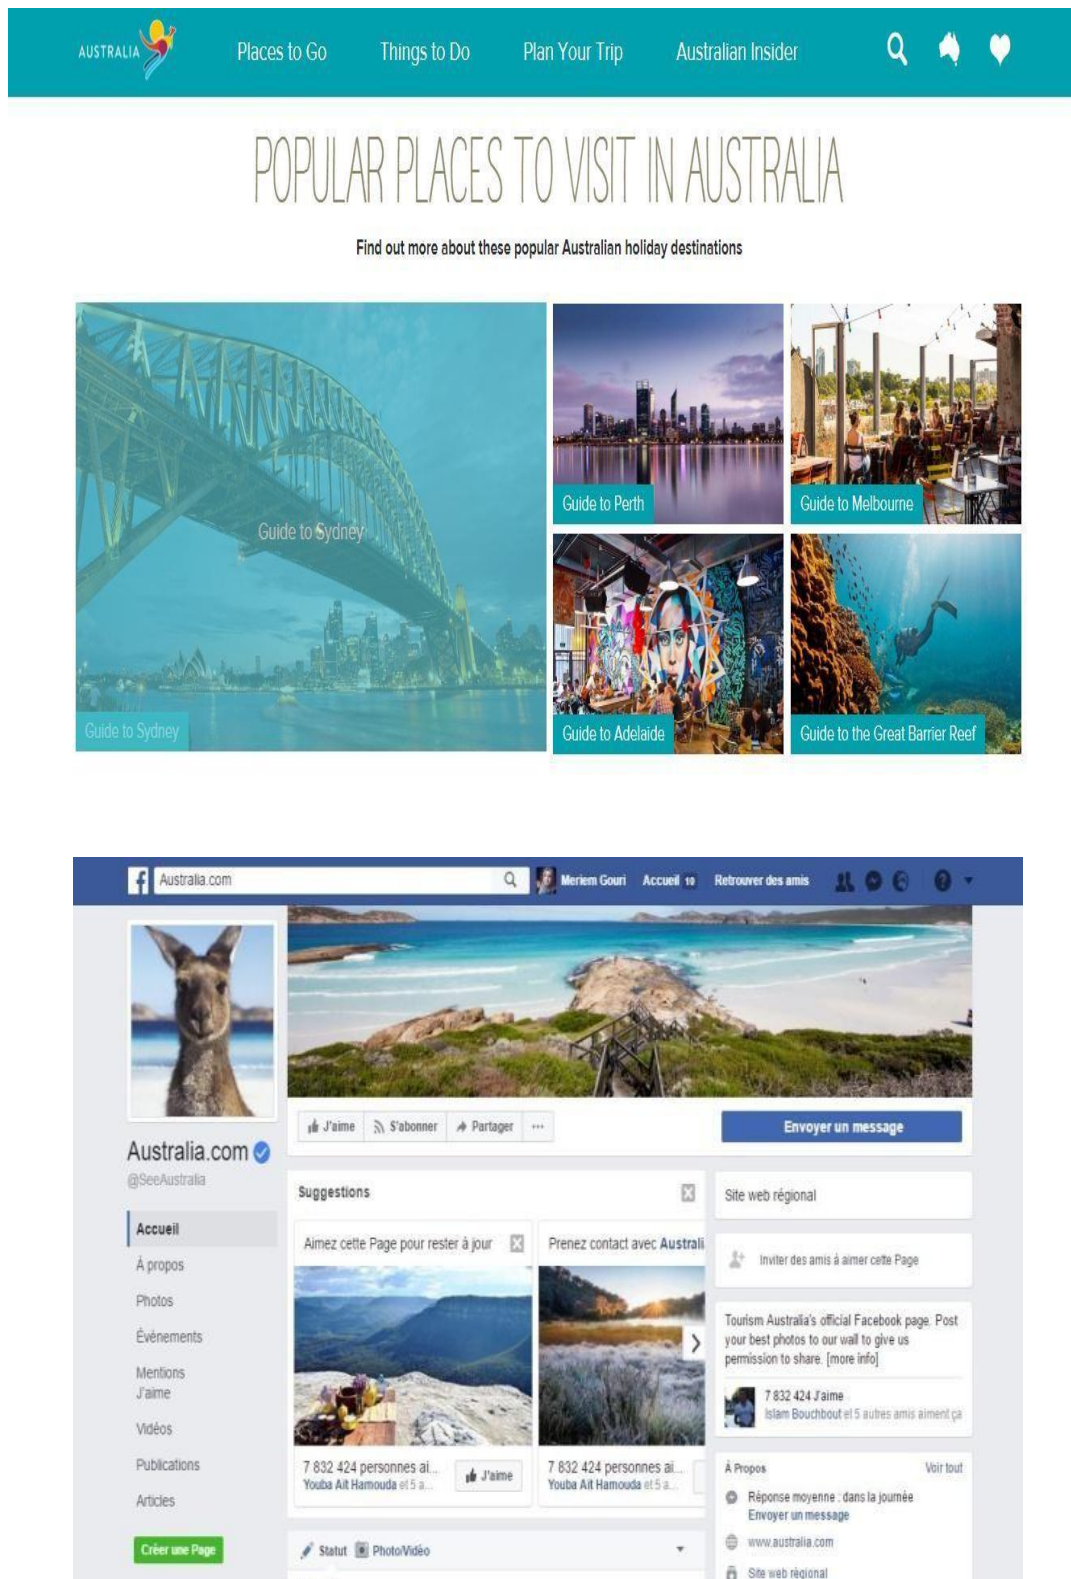 AUSTRALIA
Places to Go
Things to Do
Plan Your Trip
Australian Insider
POPULAR PLACES TO VISIT IN AUSTRALIA
Find out more about these popular Australian holiday destinations
Guide to Sydney
Guide to Sydney
Guide to Perth
Guide to Melbourne
Guide to Adelaide
Guide to the Great Barrier Reef
Australia.com
Meriem Gouri
Accueil 10
Retrouver des amis
Australia.com
@SeeAustralia
Accueil
À propos
Photos
Événements
Mentions
J'aime
Vidéos
Publications
Articles
Créer une Page
J'aime
S'abonner
Partager
...
Envoyer un message
Suggestions
Aimez cette Page pour rester à jour
Prenez contact avec Australi
7 832 424 personnes ai...
Youba Ait Hamouda et 5 a...
J'aime
7 832 424 personnes ai...
Youba Ait Hamouda et 5 a...
Statut
Photo/Vidéo
Site web régional
Inviter des amis à aimer cette Page
Tourism Australia's official Facebook page. Post
your best photos to our wall to give us
permission to share. [more info]
7 832 424 J'aime
Islam Bouchbout et 5 autres amis aiment ça
À Propos
Voir tout
Réponse moyenne : dans la journée
Envoyer un message
www.australia.com
Site web régional